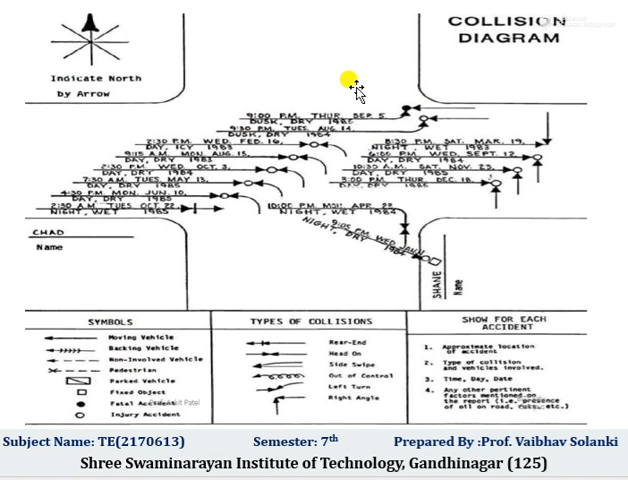 COLLISION
DIAGRAM
Indicate North
by Arrow
9:00 P.M. THUR. SEP. 5.
DUSK, DRY 1985
9:30 P.M. TUES. AUG. 14.
DUSK, DRY 1984
2:30 P.M. WED. FEB. 16,
DAY, ICY 1983
8:30 P.M. SAT. MAR. 19,
NIGHT, WET 1983
9:15 A.M. MON. AUG. 15,
DAY, DRY 1983
6:00 P.M. WED. SEPT. 12,
DAY, DRY 1984
2:30 P.M. WED. OCT. 3,
DAY, DRY
10:30 A.M. SAT. NOV. 23,
DAY, DRY 1985
7:30 A.M. TUES. MAY 13,
DAY, DRY 1985
3:00 P.M. THUR DEC. 18,
DAY, DRY 1985
4:30 P.M. MON. JUN. 10,
DAY, DRY 1985
2:30 A.M. TUES OCT. 22,
NIGHT, WET 1985
10:00 P.M. APR. 22
NIGHT, WET 1984
9:05 P.M. WED
NIGHT, DRY 1984
CHAD
Name
SHANE
Name
SYMBOLS
Moving Vehicle
Backing Vehicle
Non-Involved Vehicle
Pedestrian
Parked Vehicle
Fixed Object
Fatal Accident
Injury Accident
TYPES OF COLLISIONS
Rear-End
Head On
Side Swipe
Out of Control
Left Turn
Right Angle
SHOW FOR EACH
ACCIDENT
1. Approximate location
of accident
2. Type of collision
and vehicles involved.
3. Time, Day, Date
4. Any other pertinent
factors mentioned on
the report (i.e. presence
of oil on road, etc.)
Patel
Subject Name: TE(2170613) Semester: 7th Prepared By :Prof. Vaibhav Solanki
Shree Swaminarayan Institute of Technology, Gandhinagar (125)